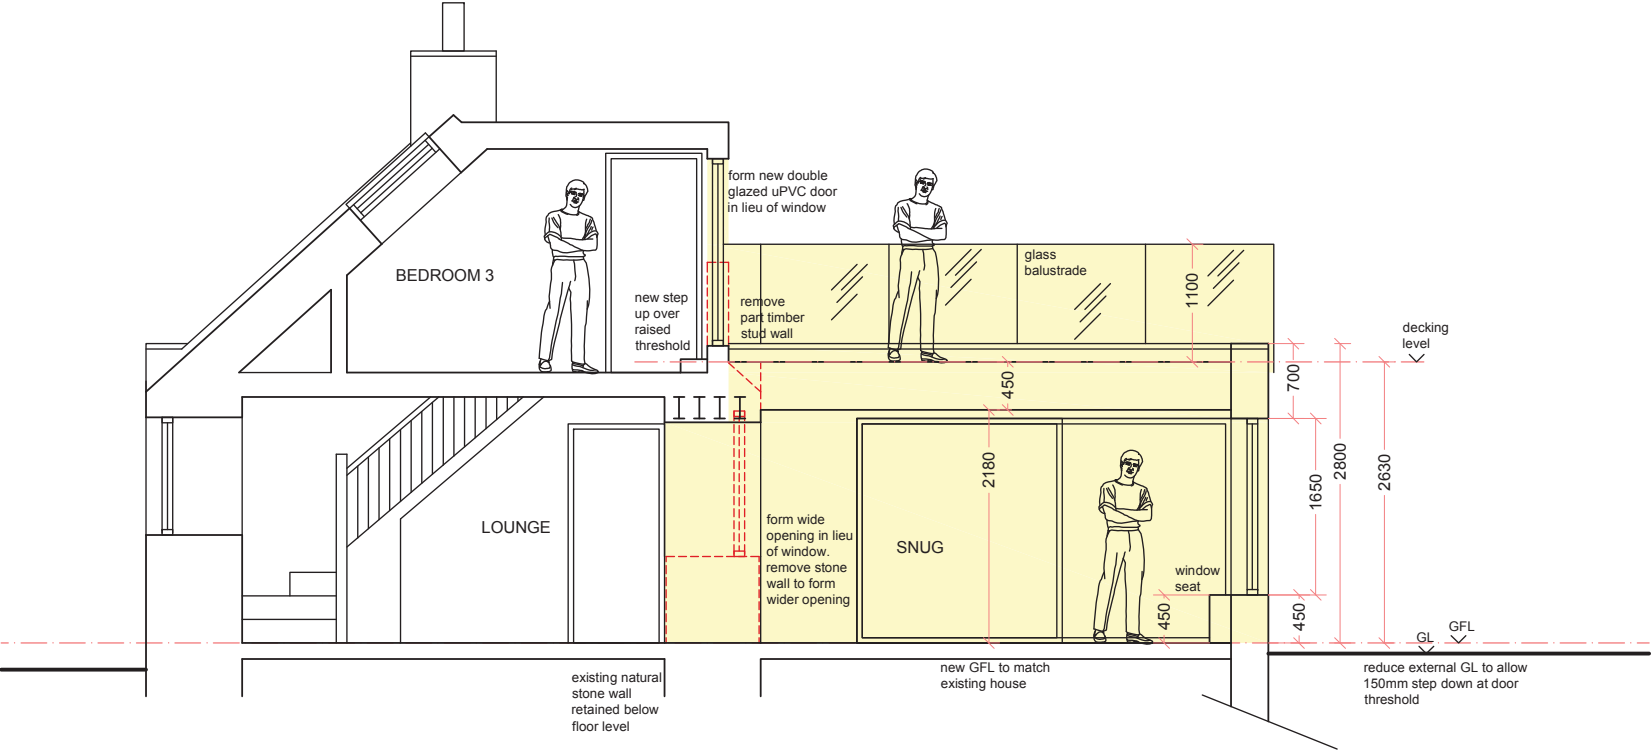 form new double
glazed uPVC door
in lieu of window
BEDROOM 3
glass
balustrade
1100
new step
up over
raised
threshold
remove
part timber
stud wall
decking
level
450
700
2180
2800
2630
1650
LOUNGE
form wide
opening in lieu
of window.
remove stone
wall to form
wider opening
SNUG
window
seat
450
450
GL
GFL
existing natural
stone wall
retained below
floor level
new GFL to match
existing house
reduce external GL to allow
150mm step down at door
threshold